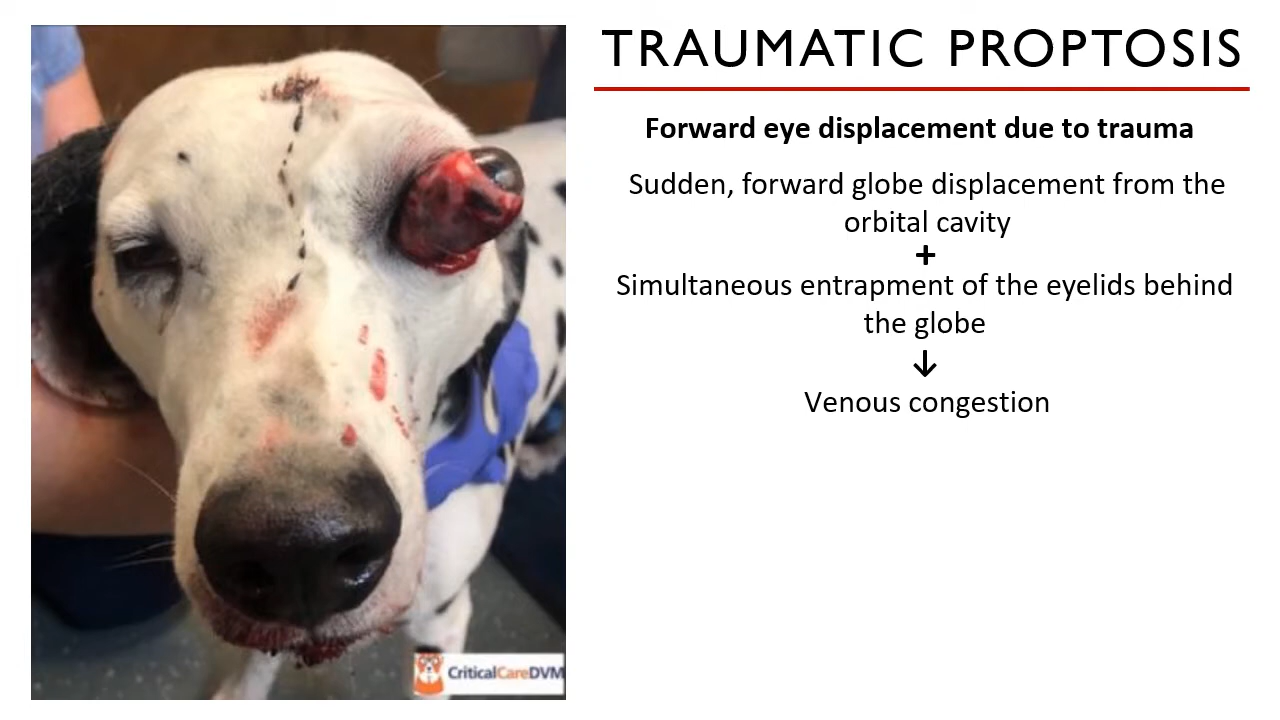 TRAUMATIC PROPTOSIS
Forward eye displacement due to trauma
Sudden, forward globe displacement from the
orbital cavity
+
Simultaneous entrapment of the eyelids behind
the globe
↓
Venous congestion
CriticalCareDVM